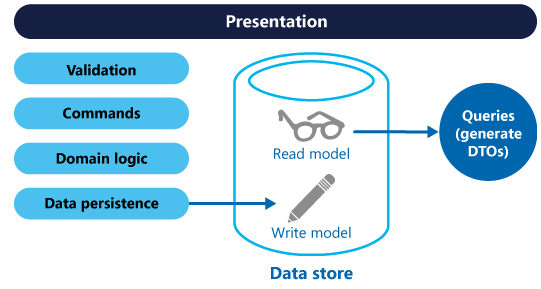 Presentation
Validation
Commands
Domain logic
Data persistence
Read model
Write model
Data store
Queries
(generate
DTOs)